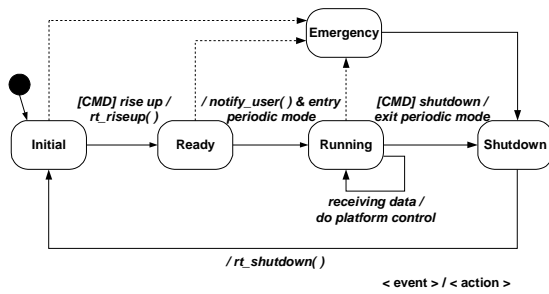 Emergency
[CMD] rise up /
rt_riseup( )
/ notify_user( ) & entry
periodic mode
[CMD] shutdown /
exit periodic mode
Initial
Ready
Running
Shutdown
receiving data /
do platform control
/ rt_shutdown( )
< event > / < action >